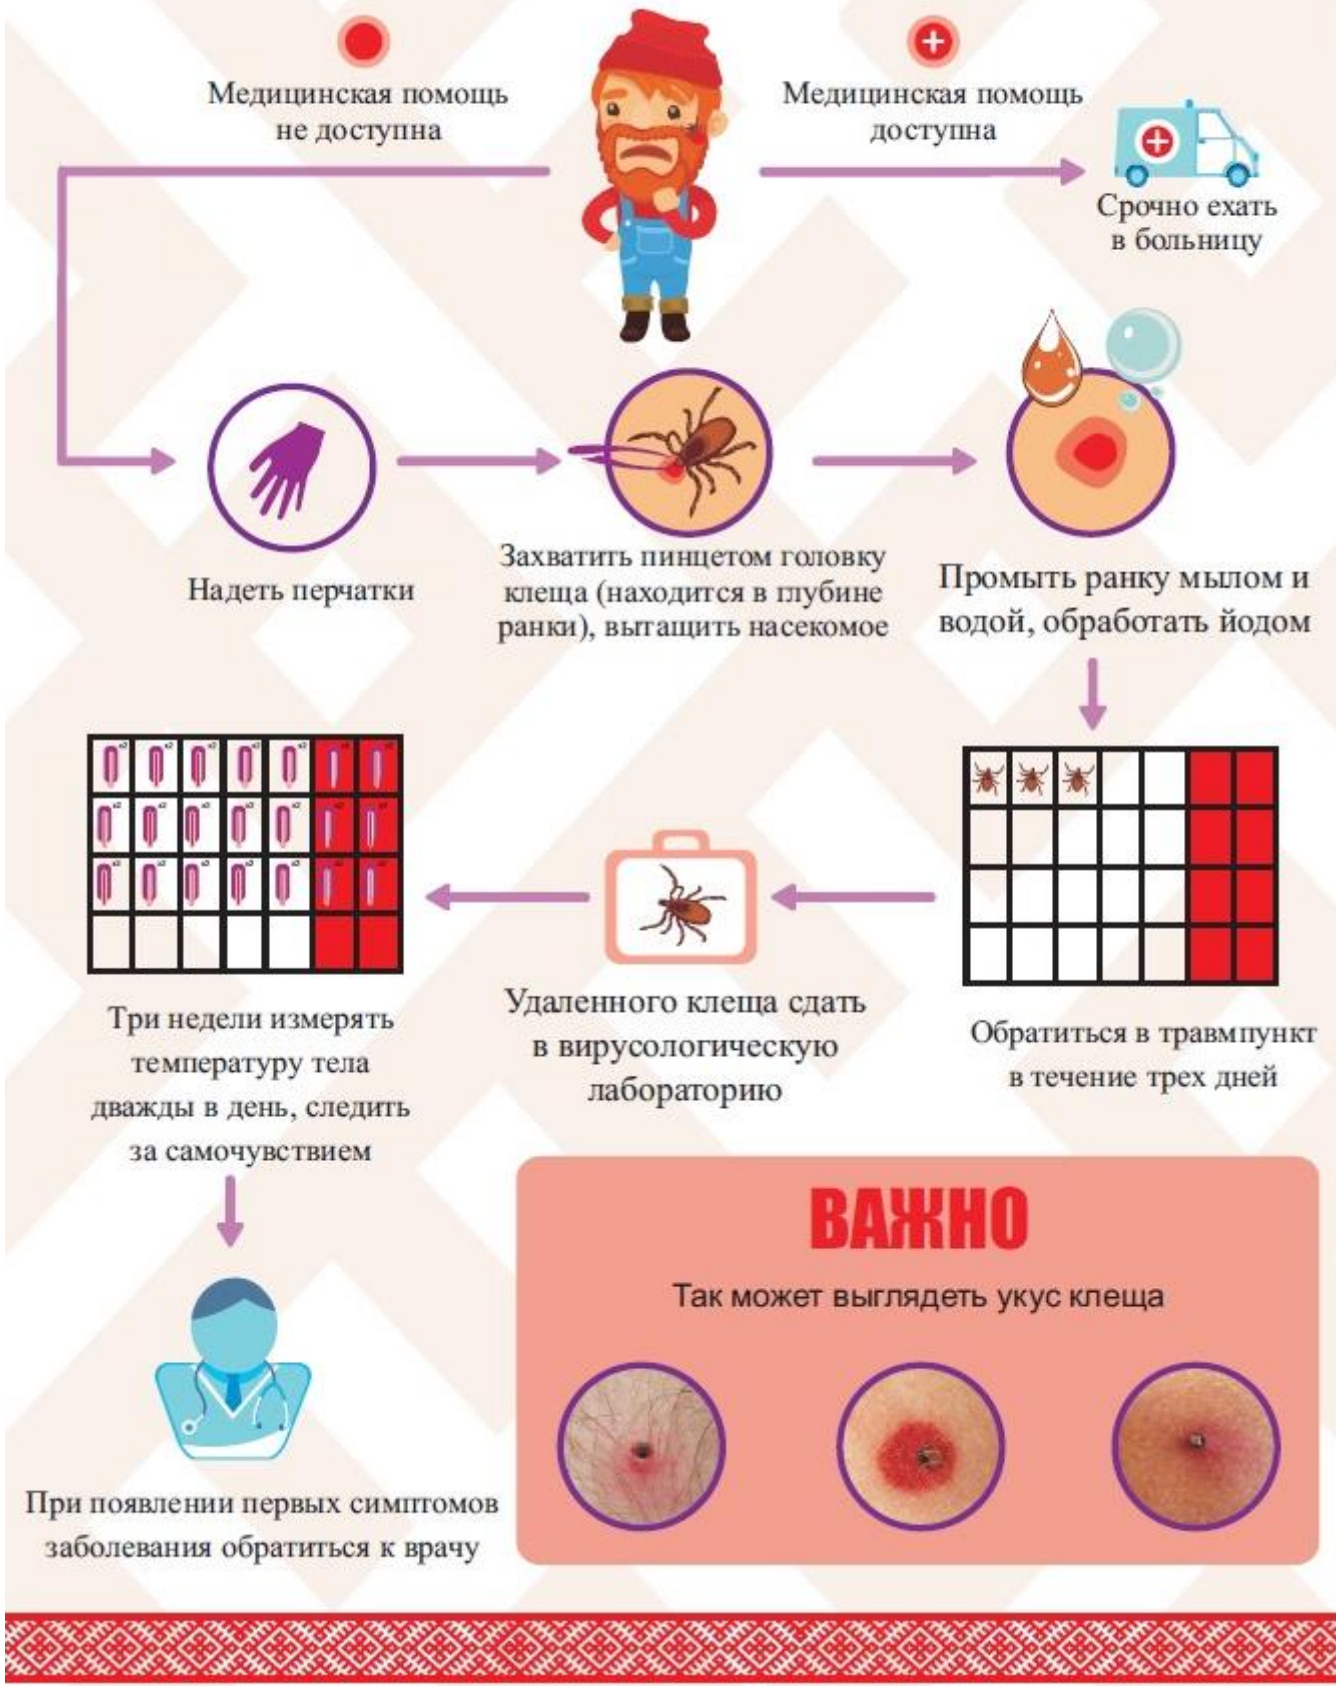 Медицинская помощь
не доступна
Медицинская помощь
доступна
Срочно ехать
в больницу
Надеть перчатки
Захватить пинцетом головку
клеща (находится в глубине
ранки), вытащить насекомое
Промыть ранку мылом и
водой, обработать йодом
Обратиться в травмпункт
в течение трех дней
Удаленного клеща сдать
в вирусологическую
лабораторию
Три недели измерять
температуру тела
дважды в день, следить
за самочувствием
При появлении первых симптомов
заболевания обратиться к врачу
ВАЖНО
Так может выглядеть укус клеща